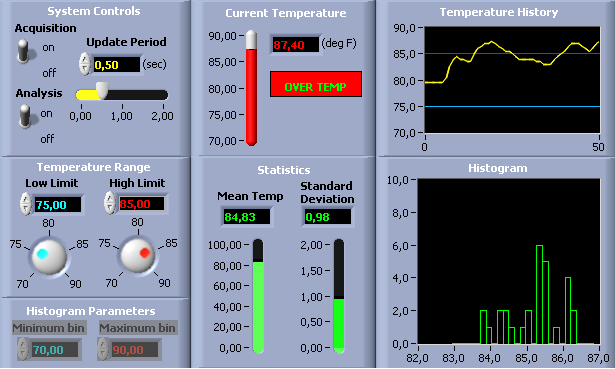 System Controls
Acquisition
on
off
Update Period
0,50 (sec)
0,00 1,00 2,00
Analysis
on
off
Current Temperature
90,00
85,00
80,00
75,00
70,00
87,40 (deg F)
OVER TEMP
Temperature History
90,0
85,0
80,0
75,0
70,0
0 50
Temperature Range
Low Limit High Limit
75,00 85,00
80 80
75 85 75 85
70 90 70 90
Histogram Parameters
Minimum bin Maximum bin
70,00 90,00
Statistics
Mean Temp
84,83
Standard
Deviation
0,98
100,00
80,00
60,00
40,00
20,00
0,00
2,00
1,50
1,00
0,50
0,00
Histogram
10,0
8,0
6,0
4,0
2,0
0,0
82,0 83,0 84,0 85,0 86,0 87,0